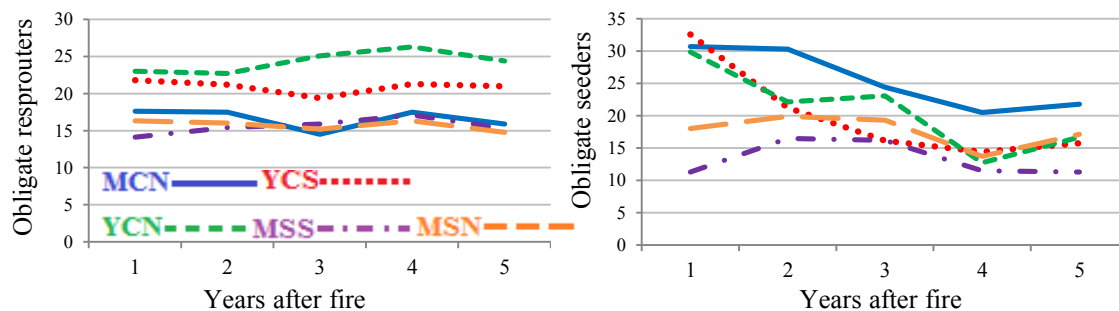 Obligate resprouters
30
25
20
15
10
5
0
MCN YCS
YCN MSS MSN
1 2 3 4 5
Years after fire
Obligate seeders
35
30
25
20
15
10
5
0
1 2 3 4 5
Years after fire